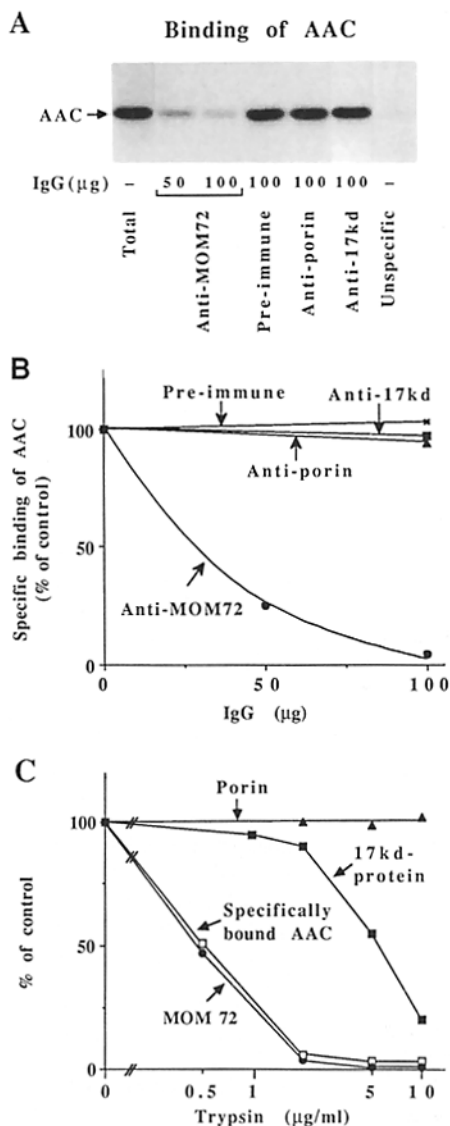 A
Binding of AAC
AAC
IgG (µg) – 50 100 100 100 100 –
Total
Anti-MOM72
Pre-immune
Anti-porin
Anti-17kd
Unspecific
B
Pre-immune
Anti-17kd
Anti-porin
Anti-MOM72
100
50
0
Specific binding of AAC
(% of control)
0 50 100
IgG (µg)
C
Porin
17kd-
protein
Specifically
bound AAC
MOM 72
100
50
0
% of control
0 0.5 1 5 10
Trypsin (µg/ml)